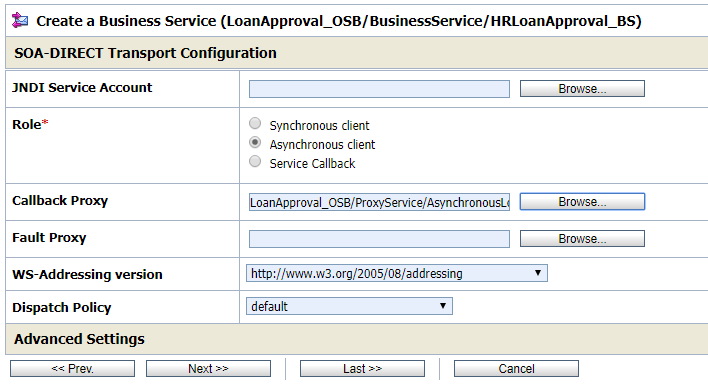 Create a Business Service (LoanApproval_OSB/BusinessService/HRLoanApproval_BS)
SOA-DIRECT Transport Configuration
JNDI Service Account Browse...
Role*
Synchronous client
Asynchronous client
Service Callback
Callback Proxy LoanApproval_OSB/ProxyService/AsynchronousLo Browse...
Fault Proxy Browse...
WS-Addressing version http://www.w3.org/2005/08/addressing
Dispatch Policy default
Advanced Settings
<< Prev. Next >> Last >> Cancel